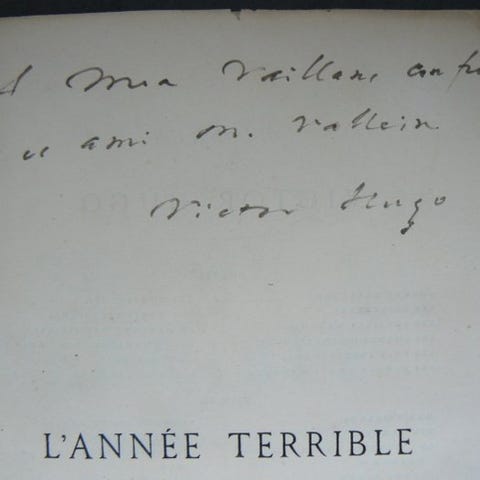 A mon vaillant
et ami M. Vallein
Victor Hugo
L'ANNÉE TERRIBLE